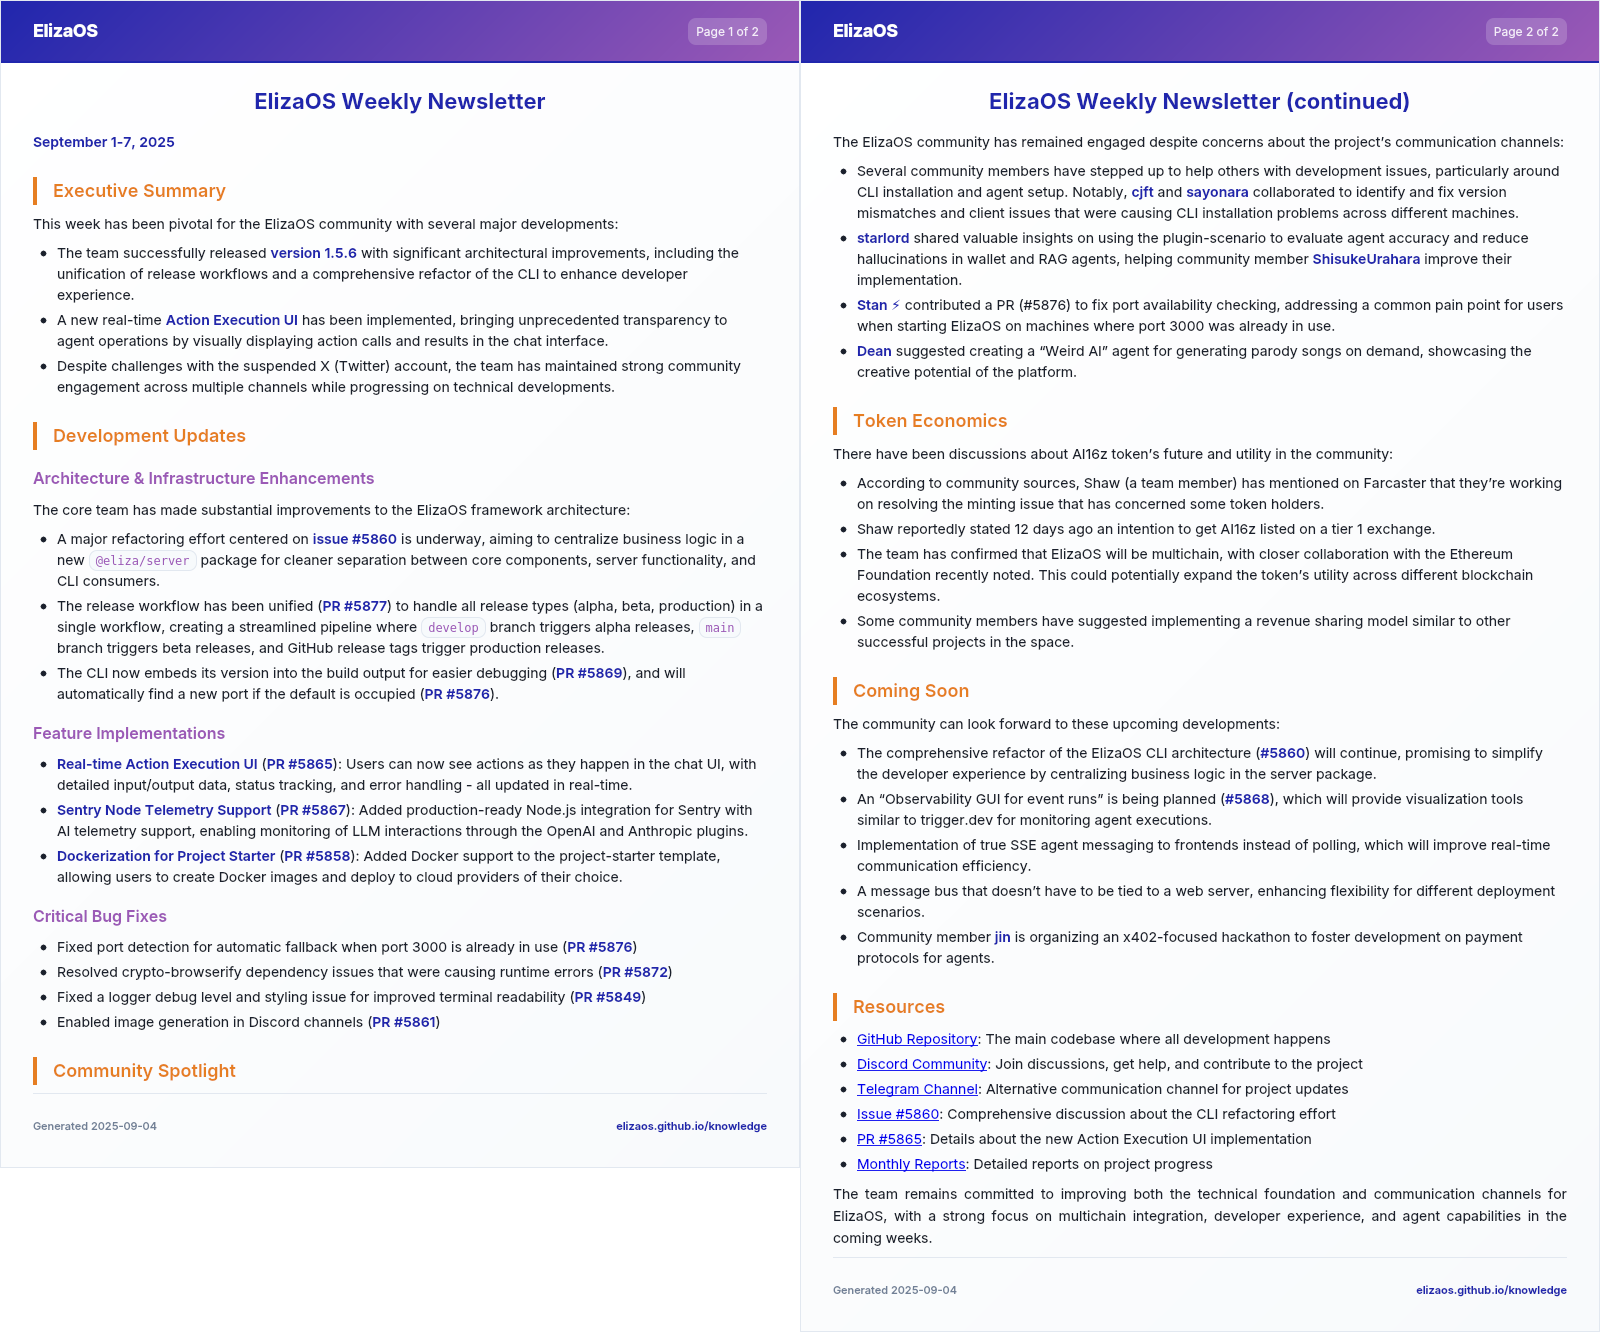 ElizaOS
Page 1 of 2
ElizaOS Weekly Newsletter
September 1-7, 2025
Executive Summary
This week has been pivotal for the ElizaOS community with several major developments:
• The team successfully released version 1.5.6 with significant architectural improvements, including the
unification of release workflows and a comprehensive refactor of the CLI to enhance developer
experience.
• A new real-time Action Execution UI has been implemented, bringing unprecedented transparency to
agent operations by visually displaying action calls and results in the chat interface.
• Despite challenges with the suspended X (Twitter) account, the team has maintained strong community
engagement across multiple channels while progressing on technical developments.
Development Updates
Architecture & Infrastructure Enhancements
The core team has made substantial improvements to the ElizaOS framework architecture:
• A major refactoring effort centered on issue #5860 is underway, aiming to centralize business logic in a
new @eliza/server package for cleaner separation between core components, server functionality, and
CLI consumers.
• The release workflow has been unified (PR #5877) to handle all release types (alpha, beta, production) in a
single workflow, creating a streamlined pipeline where develop branch triggers alpha releases, main
branch triggers beta releases, and GitHub release tags trigger production releases.
• The CLI now embeds its version into the build output for easier debugging (PR #5869), and will
automatically find a new port if the default is occupied (PR #5876).
Feature Implementations
• Real-time Action Execution UI (PR #5865): Users can now see actions as they happen in the chat UI, with
detailed input/output data, status tracking, and error handling - all updated in real-time.
• Sentry Node Telemetry Support (PR #5867): Added production-ready Node.js integration for Sentry with
AI telemetry support, enabling monitoring of LLM interactions through the OpenAI and Anthropic plugins.
• Dockerization for Project Starter (PR #5858): Added Docker support to the project-starter template,
allowing users to create Docker images and deploy to cloud providers of their choice.
Critical Bug Fixes
• Fixed port detection for automatic fallback when port 3000 is already in use (PR #5876)
• Resolved crypto-browserify dependency issues that were causing runtime errors (PR #5872)
• Fixed a logger debug level and styling issue for improved terminal readability (PR #5849)
• Enabled image generation in Discord channels (PR #5861)
Community Spotlight
Generated 2025-09-04
elizaos.github.io/knowledge
ElizaOS
Page 2 of 2
ElizaOS Weekly Newsletter (continued)
The ElizaOS community has remained engaged despite concerns about the project's communication channels:
• Several community members have stepped up to help others with development issues, particularly around
CLI installation and agent setup. Notably, cjft and sayonara collaborated to identify and fix version
mismatches and client issues that were causing CLI installation problems across different machines.
• starlord shared valuable insights on using the plugin-scenario to evaluate agent accuracy and reduce
hallucinations in wallet and RAG agents, helping community member ShisukeUrahara improve their
implementation.
• Stan ⚡ contributed a PR (#5876) to fix port availability checking, addressing a common pain point for users
when starting ElizaOS on machines where port 3000 was already in use.
• Dean suggested creating a “Weird AI” agent for generating parody songs on demand, showcasing the
creative potential of the platform.
Token Economics
There have been discussions about AI16z token's future and utility in the community:
• According to community sources, Shaw (a team member) has mentioned on Farcaster that they're working
on resolving the minting issue that has concerned some token holders.
• Shaw reportedly stated 12 days ago an intention to get AI16z listed on a tier 1 exchange.
• The team has confirmed that ElizaOS will be multichain, with closer collaboration with the Ethereum
Foundation recently noted. This could potentially expand the token's utility across different blockchain
ecosystems.
• Some community members have suggested implementing a revenue sharing model similar to other
successful projects in the space.
Coming Soon
The community can look forward to these upcoming developments:
• The comprehensive refactor of the ElizaOS CLI architecture (#5860) will continue, promising to simplify
the developer experience by centralizing business logic in the server package.
• An “Observability GUI for event runs” is being planned (#5868), which will provide visualization tools
similar to trigger.dev for monitoring agent executions.
• Implementation of true SSE agent messaging to frontends instead of polling, which will improve real-time
communication efficiency.
• A message bus that doesn't have to be tied to a web server, enhancing flexibility for different deployment
scenarios.
• Community member jin is organizing an x402-focused hackathon to foster development on payment
protocols for agents.
Resources
• GitHub Repository: The main codebase where all development happens
• Discord Community: Join discussions, get help, and contribute to the project
• Telegram Channel: Alternative communication channel for project updates
• Issue #5860: Comprehensive discussion about the CLI refactoring effort
• PR #5865: Details about the new Action Execution UI implementation
• Monthly Reports: Detailed reports on project progress
The team remains committed to improving both the technical foundation and communication channels for
ElizaOS, with a strong focus on multichain integration, developer experience, and agent capabilities in the
coming weeks.
Generated 2025-09-04
elizaos.github.io/knowledge